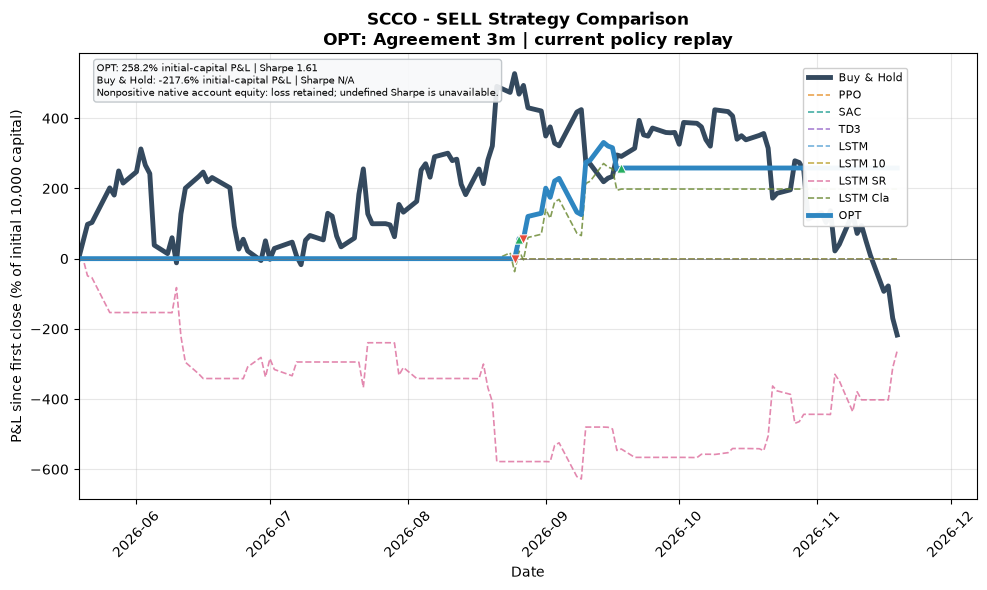 SCCO - SELL Strategy Comparison
OPT: Agreement 3m | current policy replay
OPT: 258.2% initial-capital P&L | Sharpe 1.61
Buy & Hold: -217.6% initial-capital P&L | Sharpe N/A
Nonpositive native account equity: loss retained; undefined Sharpe is unavailable.
Buy & Hold
PPO
SAC
TD3
LSTM
LSTM 10
LSTM SR
LSTM Cla
OPT
P&L since first close (% of initial 10,000 capital)
400
200
0
−200
−400
−600
2026-06
2026-07
2026-08
2026-09
2026-10
2026-11
2026-12
Date